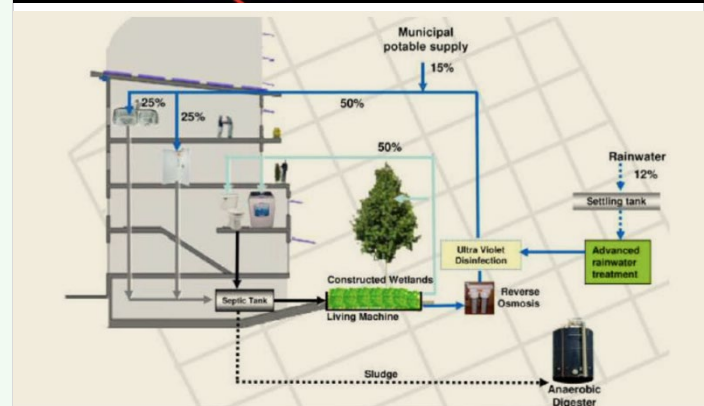 Municipal
potable supply
15%
25%
25%
50%
50%
Rainwater
12%
Settling tank
Ultra Violet
Disinfection
Advanced
rainwater
treatment
Constructed Wetlands
Septic Tank
Living Machine
Reverse
Osmosis
Sludge
Anaerobic
Digester